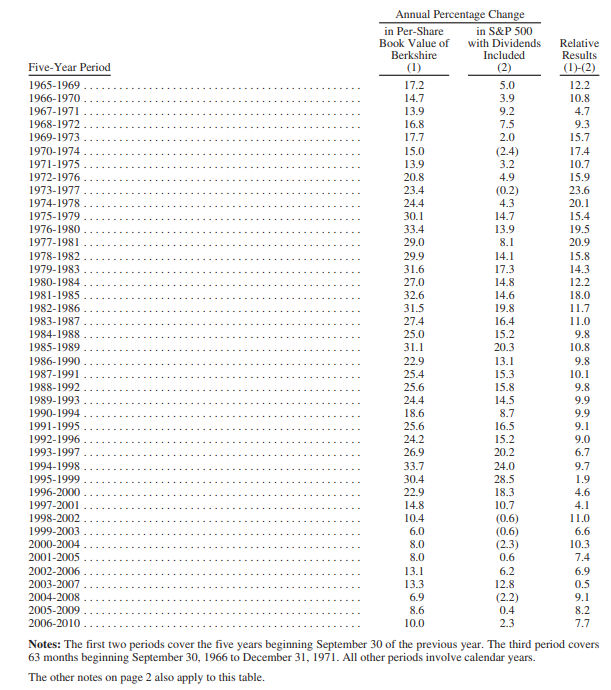 Annual Percentage Change
in Per-Share in S&P 500
Book Value of with Dividends Relative
Berkshire Included Results
Five-Year Period (1) (2) (1)-(2)
1965-1969 17.2 5.0 12.2
1966-1970 14.7 3.9 10.8
1967-1971 13.9 9.2 4.7
1968-1972 16.8 7.5 9.3
1969-1973 17.7 2.0 15.7
1970-1974 15.0 (2.4) 17.4
1971-1975 13.9 3.2 10.7
1972-1976 20.8 4.9 15.9
1973-1977 23.4 (0.2) 23.6
1974-1978 24.4 4.3 20.1
1975-1979 30.1 14.7 15.4
1976-1980 33.4 13.9 19.5
1977-1981 29.0 8.1 20.9
1978-1982 29.9 14.1 15.8
1979-1983 31.6 17.3 14.3
1980-1984 27.0 14.8 12.2
1981-1985 32.6 14.6 18.0
1982-1986 31.5 19.8 11.7
1983-1987 27.4 16.4 11.0
1984-1988 25.0 15.2 9.8
1985-1989 31.1 20.3 10.8
1986-1990 22.9 13.1 9.8
1987-1991 25.4 15.3 10.1
1988-1992 25.6 15.8 9.8
1989-1993 24.4 14.5 9.9
1990-1994 18.6 8.7 9.9
1991-1995 25.6 16.5 9.1
1992-1996 24.2 15.2 9.0
1993-1997 26.9 20.2 6.7
1994-1998 33.7 24.0 9.7
1995-1999 30.4 28.5 1.9
1996-2000 22.9 18.3 4.6
1997-2001 14.8 10.7 4.1
1998-2002 10.4 (0.6) 11.0
1999-2003 6.0 (0.6) 6.6
2000-2004 8.0 (2.3) 10.3
2001-2005 8.0 0.6 7.4
2002-2006 13.1 6.2 6.9
2003-2007 13.3 12.8 0.5
2004-2008 6.9 (2.2) 9.1
2005-2009 8.6 0.4 8.2
2006-2010 10.0 2.3 7.7
Notes: The first two periods cover the five years beginning September 30 of the previous year. The third period covers
63 months beginning September 30, 1966 to December 31, 1971. All other periods involve calendar years.
The other notes on page 2 also apply to this table.